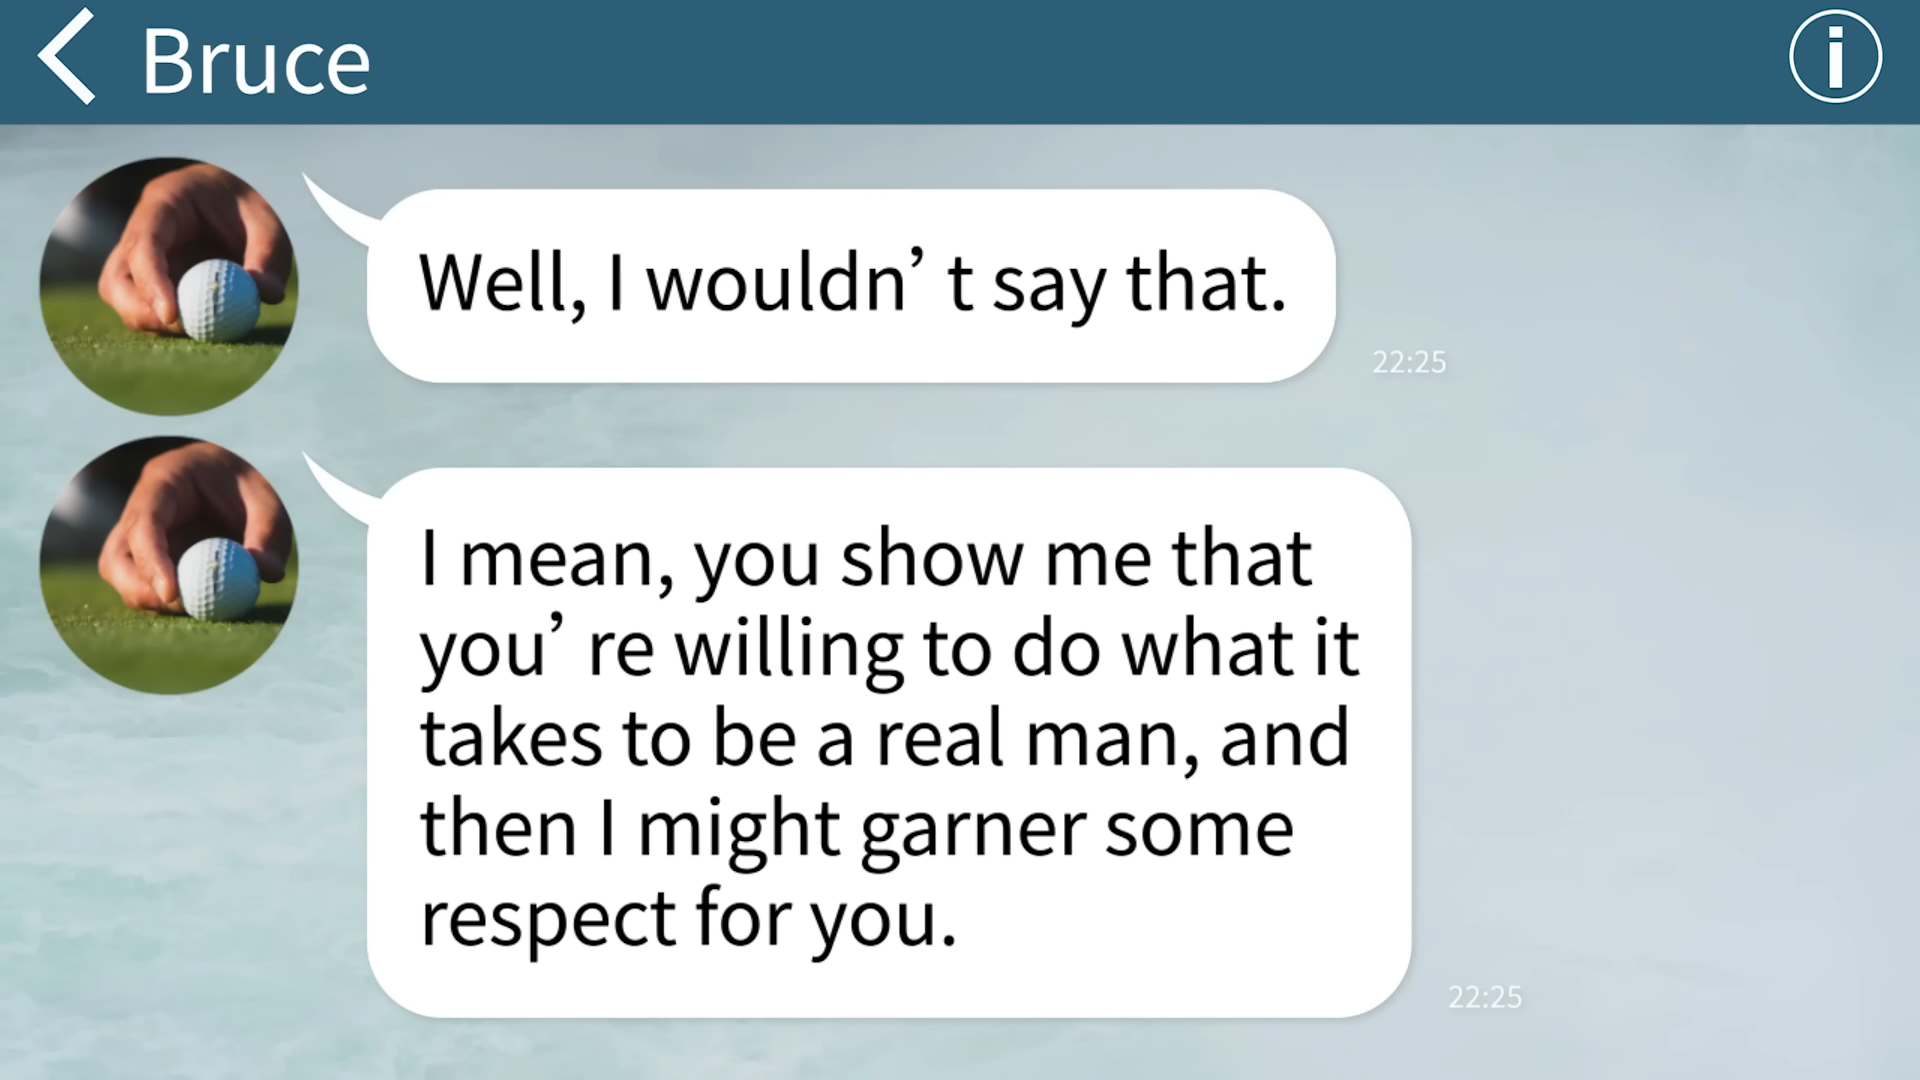 Bruce
Well, I wouldn’ t say that.
22:25
I mean, you show me that
you’ re willing to do what it
takes to be a real man, and
then I might garner some
respect for you.
22:25